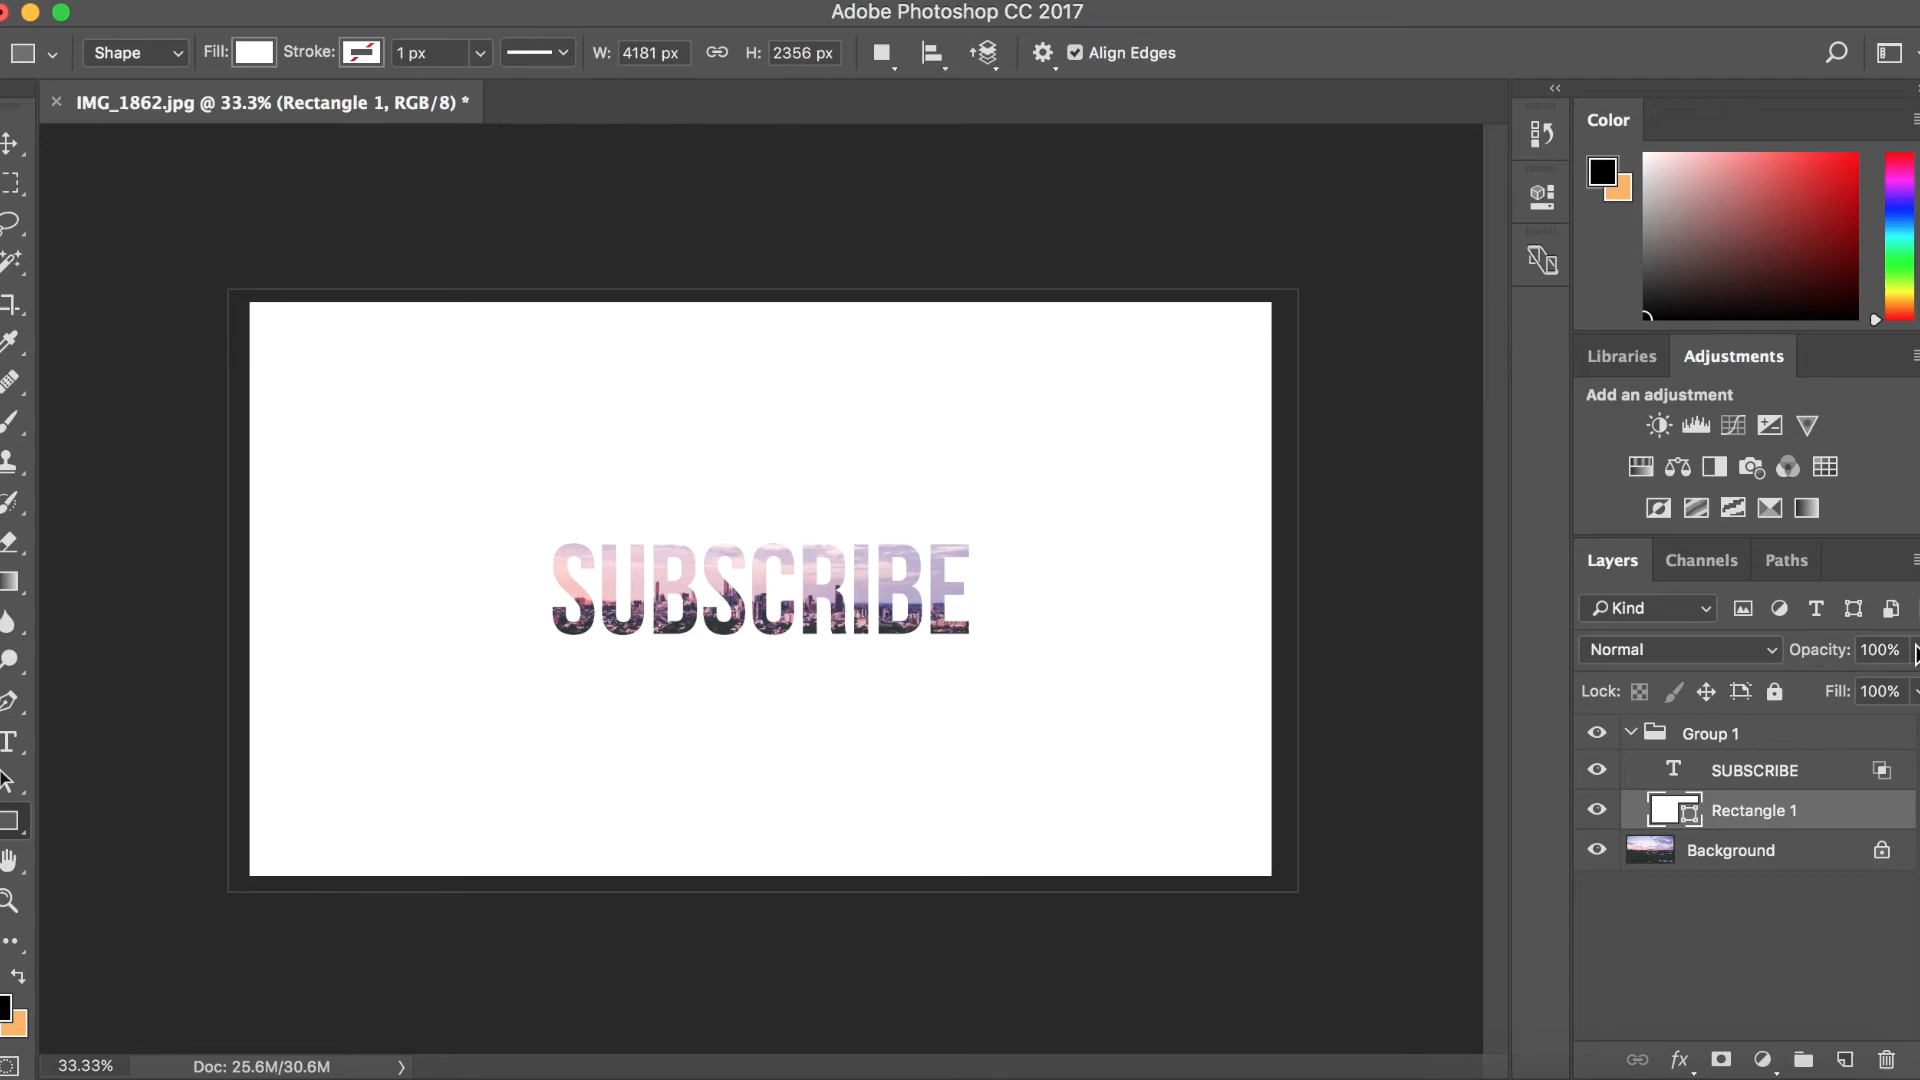 Adobe Photoshop CC 2017
Shape Fill: Stroke: 1 px W: 4181 px H: 2356 px Align Edges
× IMG_1862.jpg @ 33.3% (Rectangle 1, RGB/8) *
Color
Libraries Adjustments
Add an adjustment
SUBSCRIBE
Layers Channels Paths
Kind
Normal Opacity: 100%
Lock: Fill: 100%
Group 1
T SUBSCRIBE
Rectangle 1
Background
fx
33.33% Doc: 25.6M/30.6M